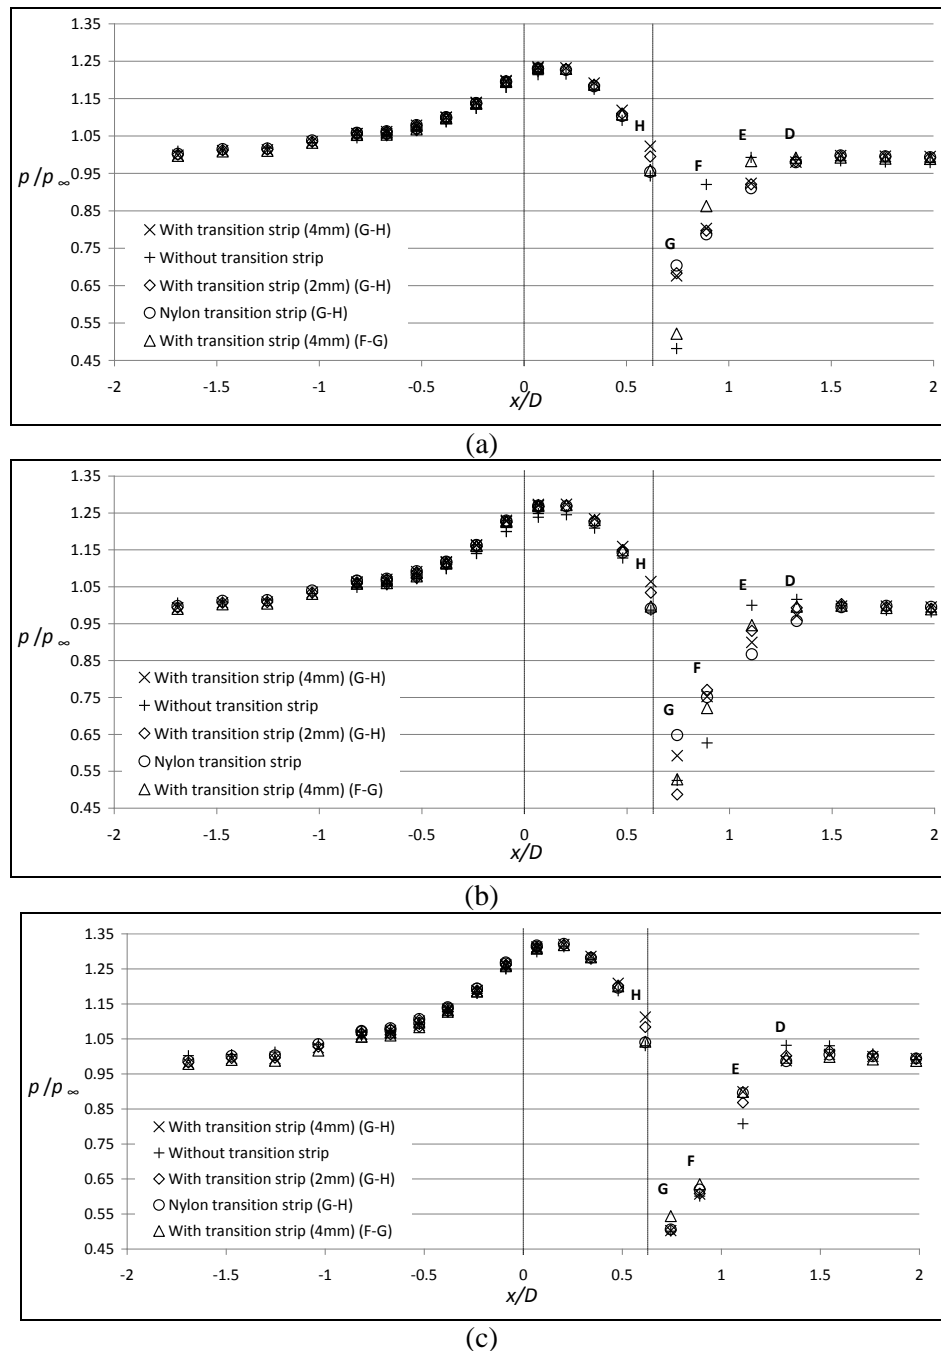 1.35
1.25
1.15
1.05
0.95
0.85
0.75
0.65
0.55
0.45
p/p∞
H
G
F
E
D
With transition strip (4mm) (G-H)
Without transition strip
With transition strip (2mm) (G-H)
Nylon transition strip (G-H)
With transition strip (4mm) (F-G)
-2 -1.5 -1 -0.5 0 0.5 1 1.5 2
x/D
(a)
1.35
1.25
1.15
1.05
0.95
0.85
0.75
0.65
0.55
0.45
p/p∞
H
G
F
E
D
With transition strip (4mm) (G-H)
Without transition strip
With transition strip (2mm) (G-H)
Nylon transition strip
With transition strip (4mm) (F-G)
-2 -1.5 -1 -0.5 0 0.5 1 1.5 2
x/D
(b)
1.35
1.25
1.15
1.05
0.95
0.85
0.75
0.65
0.55
0.45
p/p∞
H
G
F
E
D
With transition strip (4mm) (G-H)
Without transition strip
With transition strip (2mm) (G-H)
Nylon transition strip (G-H)
With transition strip (4mm) (F-G)
-2 -1.5 -1 -0.5 0 0.5 1 1.5 2
x/D
(c)